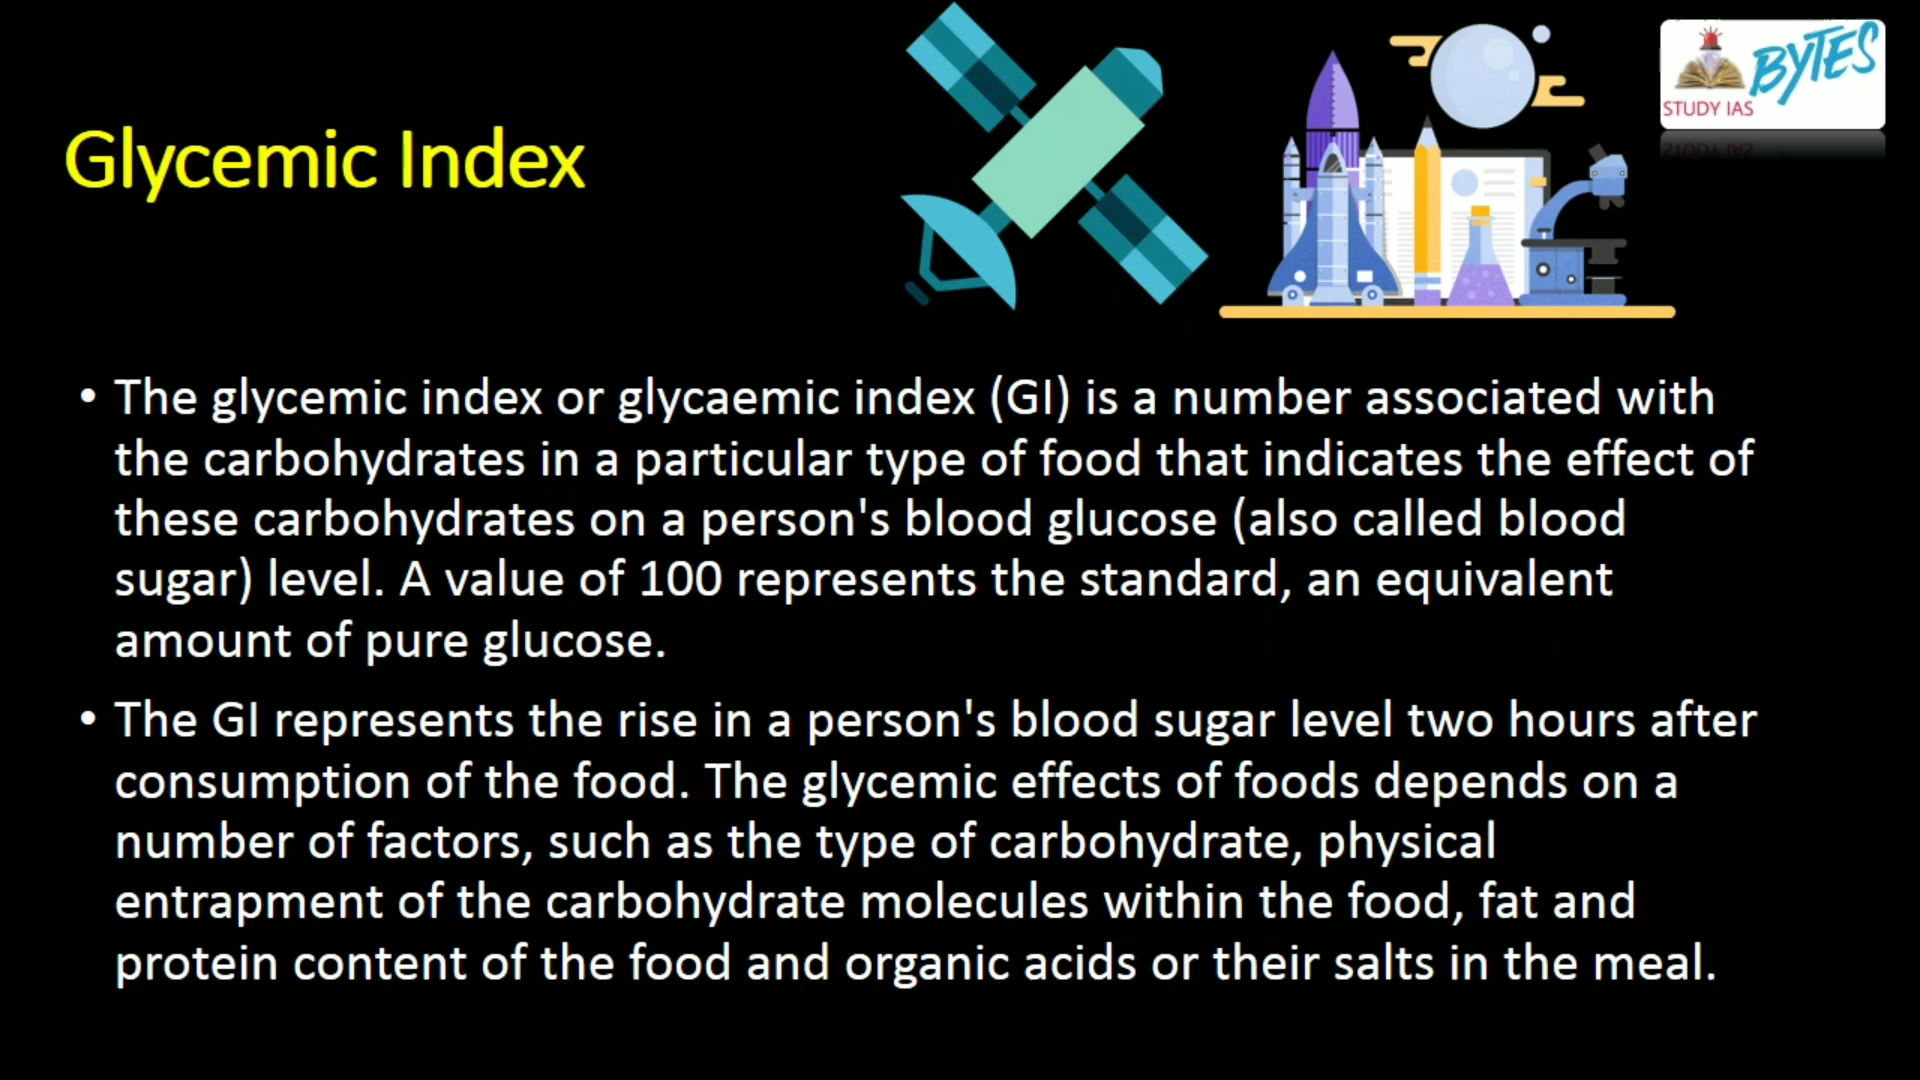 BYTES
STUDY IAS
Glycemic Index
• The glycemic index or glycaemic index (GI) is a number associated with
the carbohydrates in a particular type of food that indicates the effect of
these carbohydrates on a person's blood glucose (also called blood
sugar) level. A value of 100 represents the standard, an equivalent
amount of pure glucose.
• The GI represents the rise in a person's blood sugar level two hours after
consumption of the food. The glycemic effects of foods depends on a
number of factors, such as the type of carbohydrate, physical
entrapment of the carbohydrate molecules within the food, fat and
protein content of the food and organic acids or their salts in the meal.